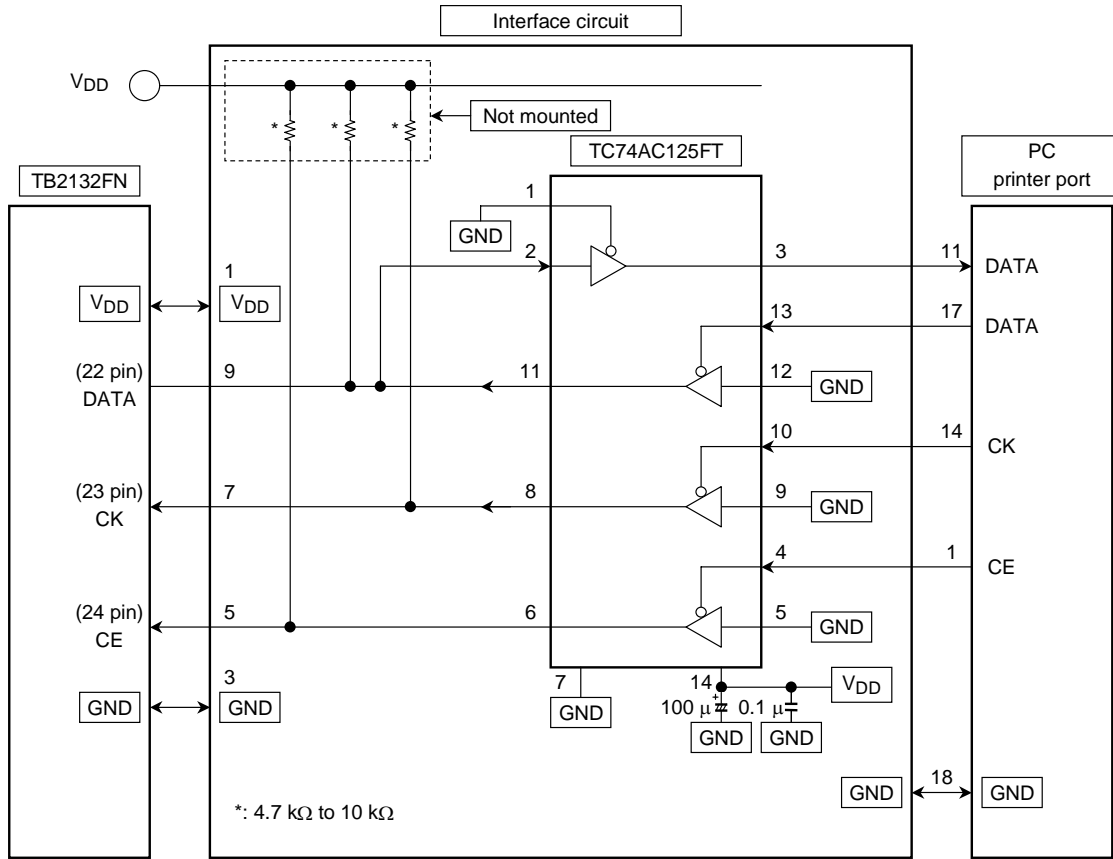 Interface circuit
VDD
*
*
*
Not mounted
TC74AC125FT
PC
printer port
TB2132FN
1
GND
2
3
11
DATA
1
VDD
VDD
13
17
DATA
(22 pin)
DATA
9
11
12
GND
10
14
CK
(23 pin)
CK
7
8
9
GND
4
1
CE
(24 pin)
CE
5
6
5
GND
3
GND
GND
7
GND
14
VDD
100 μ
+
0.1 μ
GND
GND
GND
18
GND
*: 4.7 kΩ to 10 kΩ